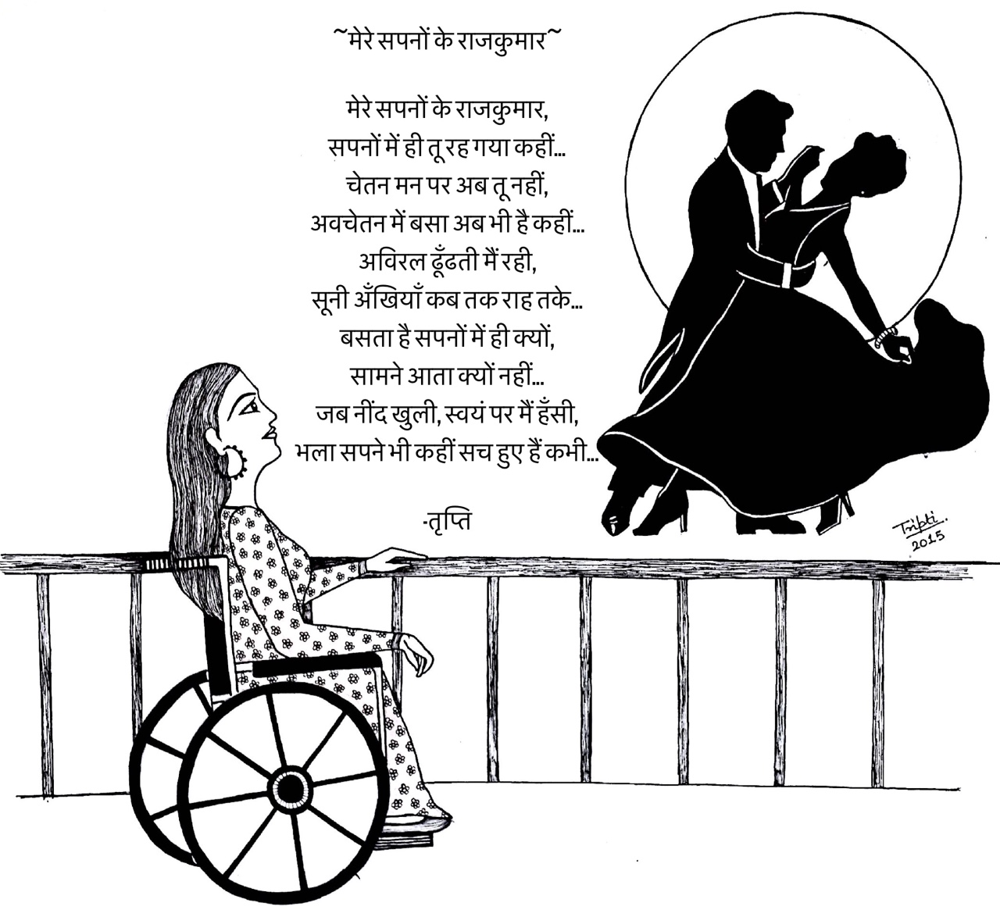 ~मेरे सपनों के राजकुमार~
मेरे सपनों के राजकुमार,
सपनों में ही तू रह गया कहीं...
चेतन मन पर अब तू नहीं,
अवचेतन में बसा अब भी है कहीं...
अविरल ढूँढती मैं रही,
सूनी अँखियाँ कब तक राह तके...
बसता है सपनों में ही क्यों,
सामने आता क्यों नहीं...
जब नींद खुली, स्वयं पर मैं हँसी,
भला सपने भी कहीं सच हुए हैं कभी...
-तृप्ति
Tripti.
2015